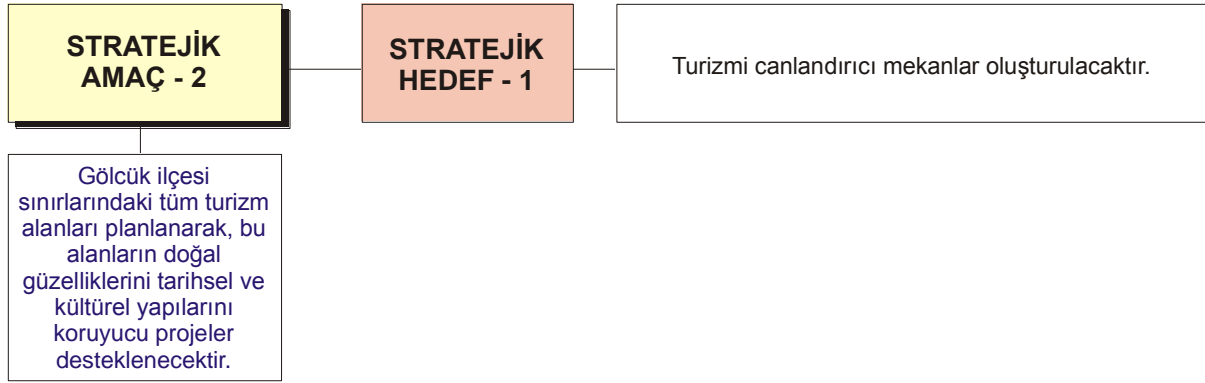 STRATEJİK
AMAÇ - 2
STRATEJİK
HEDEF - 1
Turizmi canlandırıcı mekanlar oluşturulacaktır.
Gölcük ilçesi
sınırlarındaki tüm turizm
alanları planlanarak, bu
alanların doğal
güzelliklerini tarihsel ve
kültürel yapılarını
koruyucu projeler
desteklenecektir.